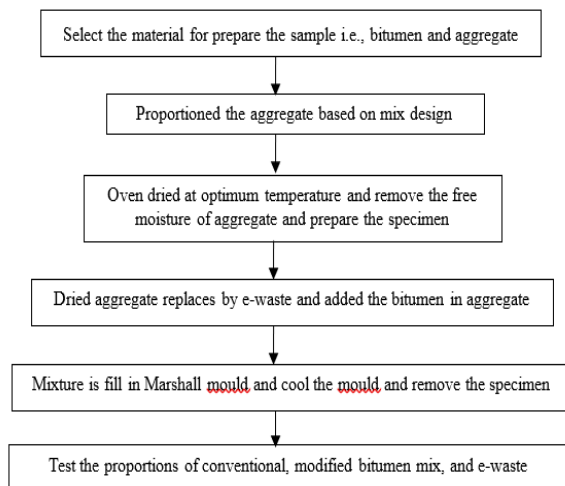 Select the material for prepare the sample i.e., bitumen and aggregate
Proportioned the aggregate based on mix design
Oven dried at optimum temperature and remove the free
moisture of aggregate and prepare the specimen
Dried aggregate replaces by e-waste and added the bitumen in aggregate
Mixture is fill in Marshall mould and cool the mould and remove the specimen
Test the proportions of conventional, modified bitumen mix, and e-waste